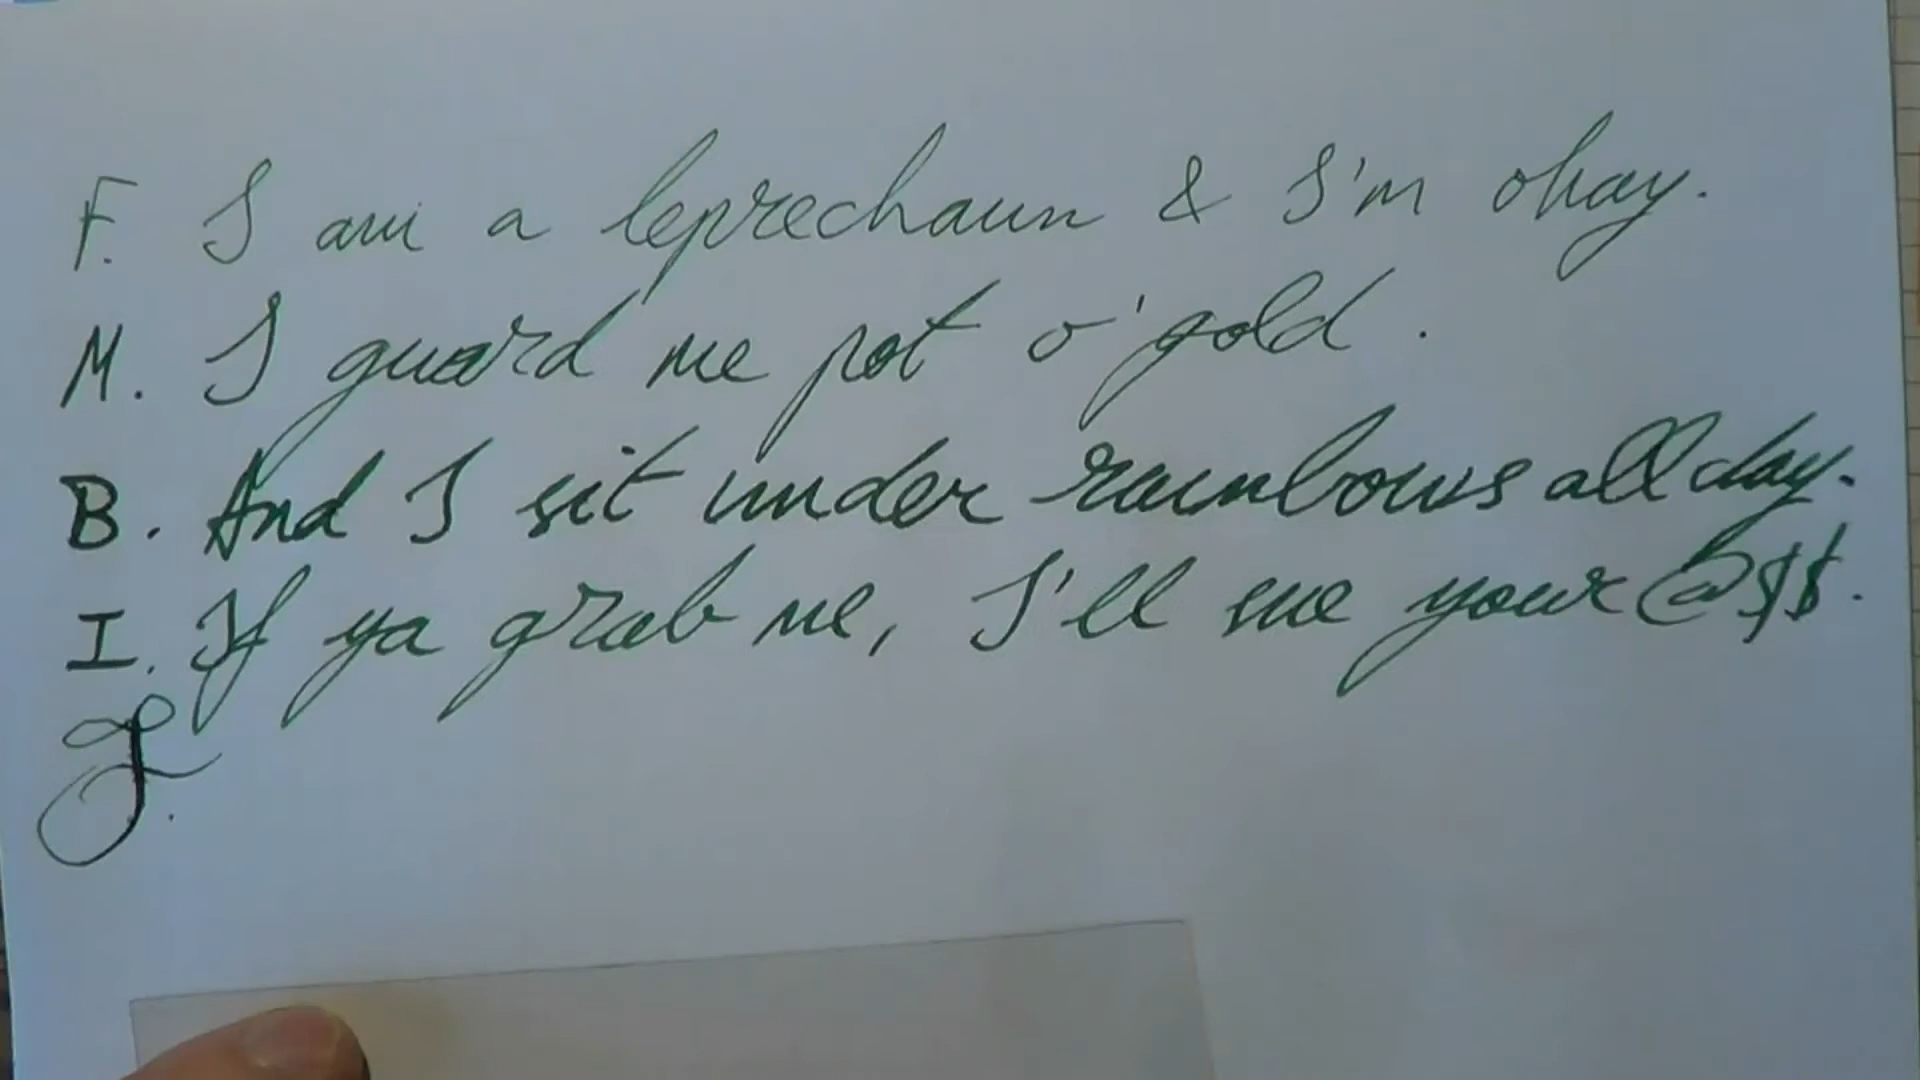 F. I am a leprechaun & I'm okay.
M. I guard me pot o' gold.
B. And I sit under rainbows all day.
I. If ya grab me, I'll sue your @$$.
J.